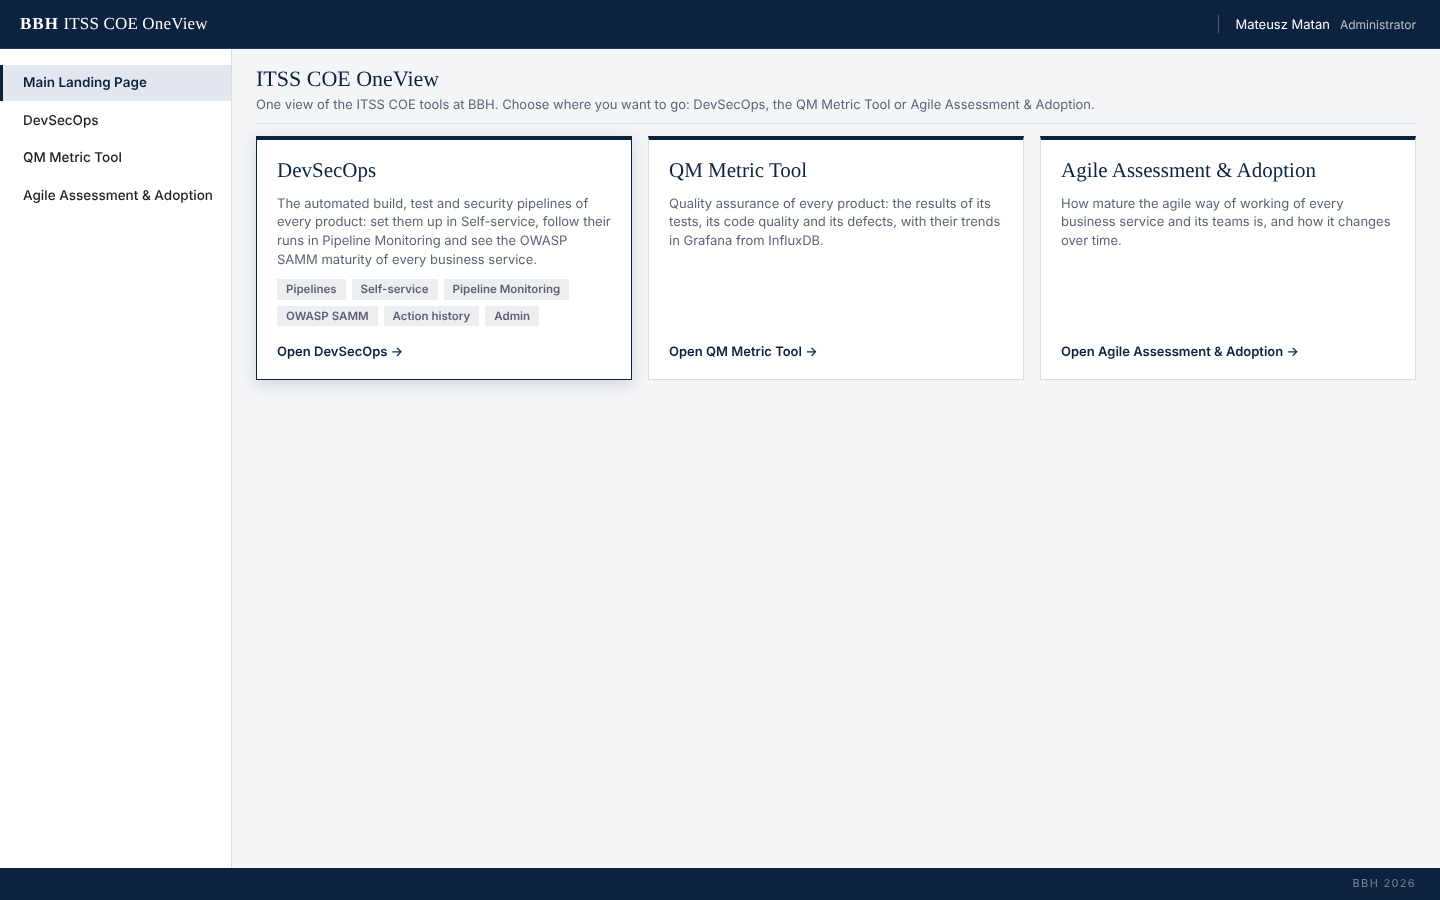 BBH ITSS COE OneView
Mateusz Matan Administrator
Main Landing Page
DevSecOps
QM Metric Tool
Agile Assessment & Adoption
ITSS COE OneView
One view of the ITSS COE tools at BBH. Choose where you want to go: DevSecOps, the QM Metric Tool or Agile Assessment & Adoption.
DevSecOps
The automated build, test and security pipelines of
every product: set them up in Self-service, follow their
runs in Pipeline Monitoring and see the OWASP
SAMM maturity of every business service.
Pipelines Self-service Pipeline Monitoring
OWASP SAMM Action history Admin
Open DevSecOps →
QM Metric Tool
Quality assurance of every product: the results of its
tests, its code quality and its defects, with their trends
in Grafana from InfluxDB.
Open QM Metric Tool →
Agile Assessment & Adoption
How mature the agile way of working of every
business service and its teams is, and how it changes
over time.
Open Agile Assessment & Adoption →
BBH 2026